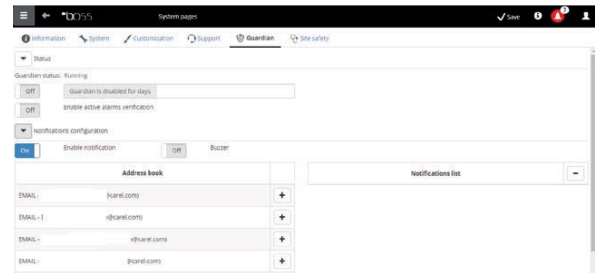 boss System pages Save
Information System Customization Support Guardian Site safety
Status
Guardian status: Running
Off Guardian is disabled for days
Off Enable active alarms verification
Notifications configuration
On Enable notification Off Buzzer
Address book Notifications list
EMAIL - @carel.com)
EMAIL - @carel.com)
EMAIL - @carel.com)
EMAIL - @carel.com)